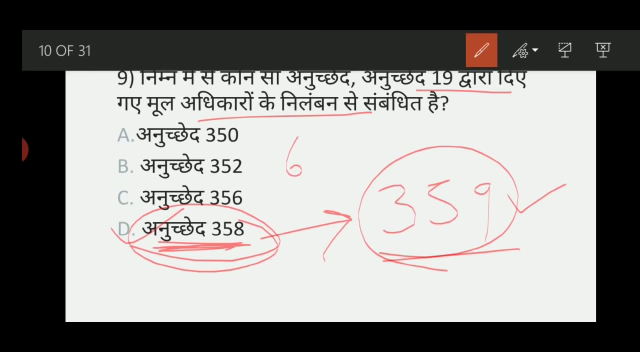 10 OF 31
9) निम्न में से कौन सा अनुच्छेद, अनुच्छेद 19 द्वारा दिए
गए मूल अधिकारों के निलंबन से संबंधित है?
A. अनुच्छेद 350
6
B. अनुच्छेद 352
C. अनुच्छेद 356
359
D. अनुच्छेद 358